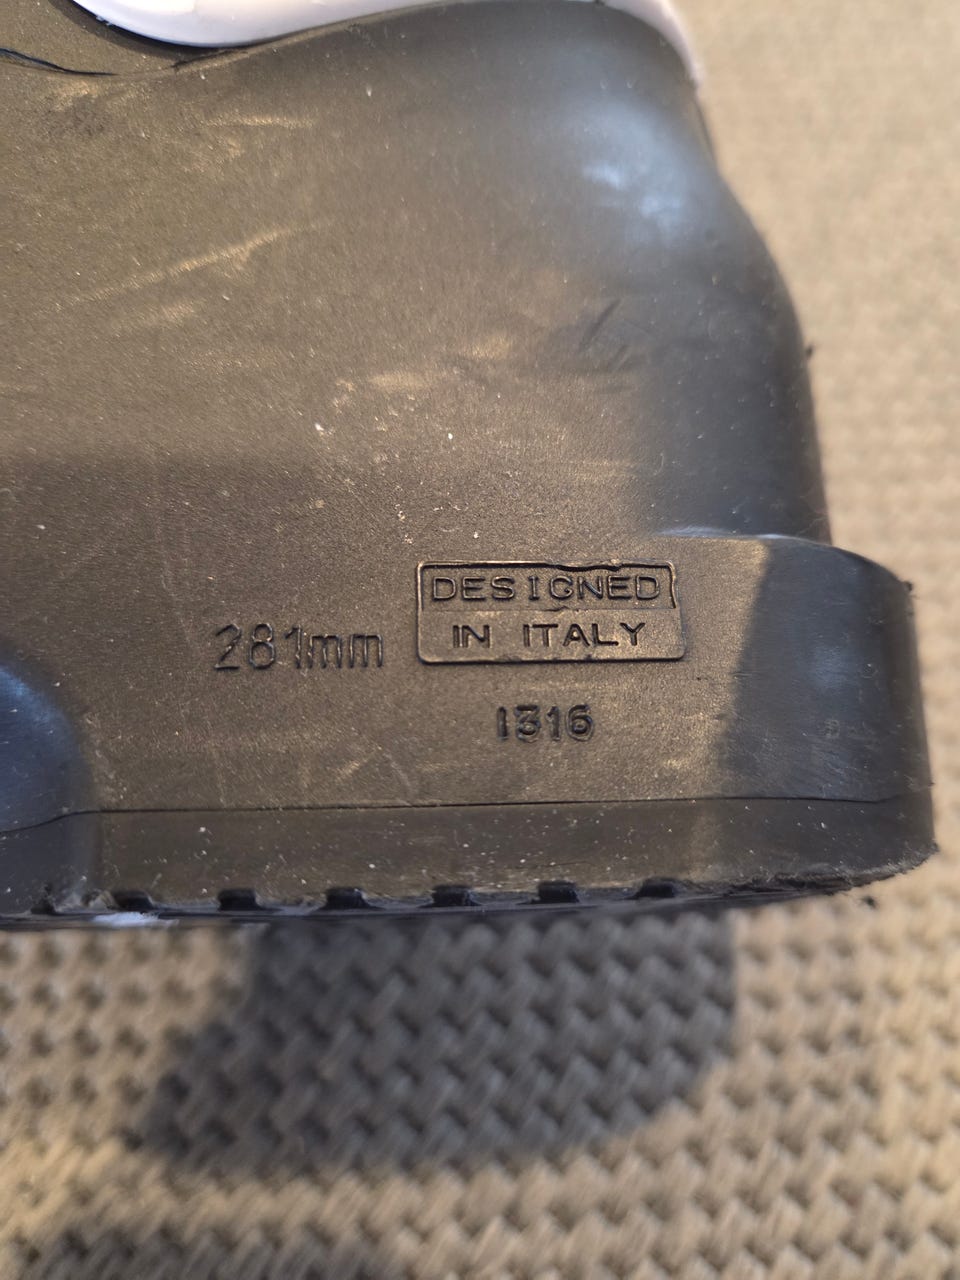 DESIGNED
IN ITALY
281mm
1316